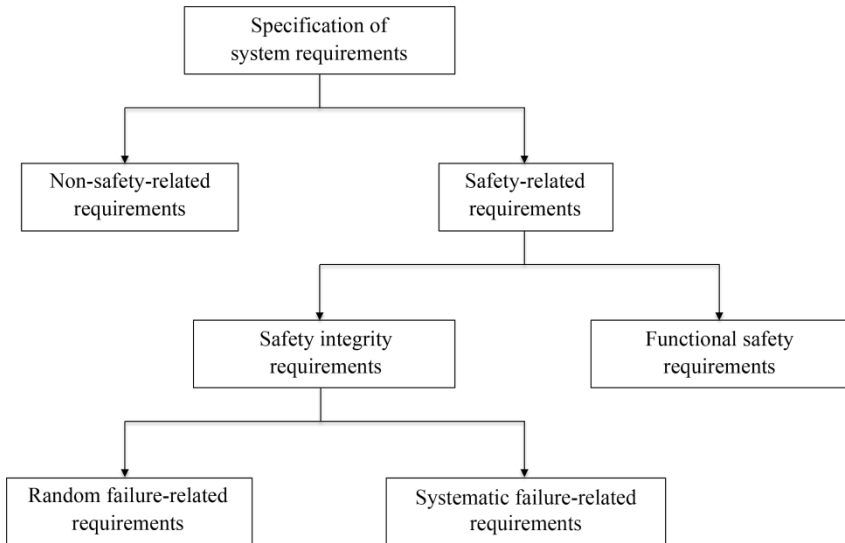 Specification of
system requirements
Non-safety-related
requirements
Safety-related
requirements
Safety integrity
requirements
Functional safety
requirements
Random failure-related
requirements
Systematic failure-related
requirements